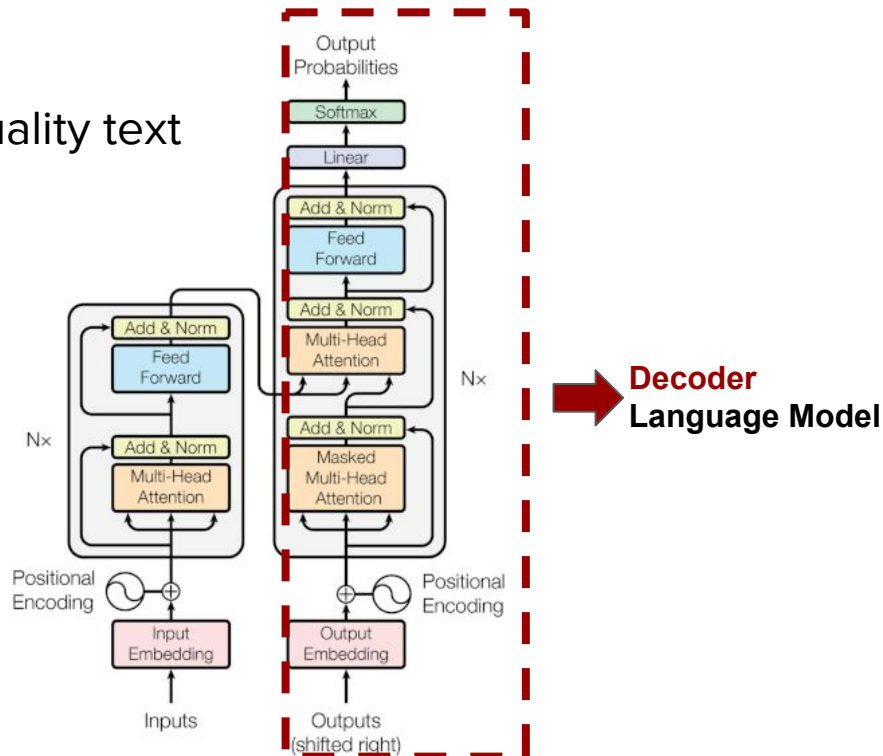 uality text
Output
Probabilities
Softmax
Linear
Add & Norm
Feed
Forward
Add & Norm
Multi-Head
Attention
Nx
Add & Norm
Masked
Multi-Head
Attention
Positional
Encoding
Output
Embedding
Outputs
(shifted right)
Add & Norm
Feed
Forward
Nx
Add & Norm
Multi-Head
Attention
Positional
Encoding
Input
Embedding
Inputs
Decoder
Language Model